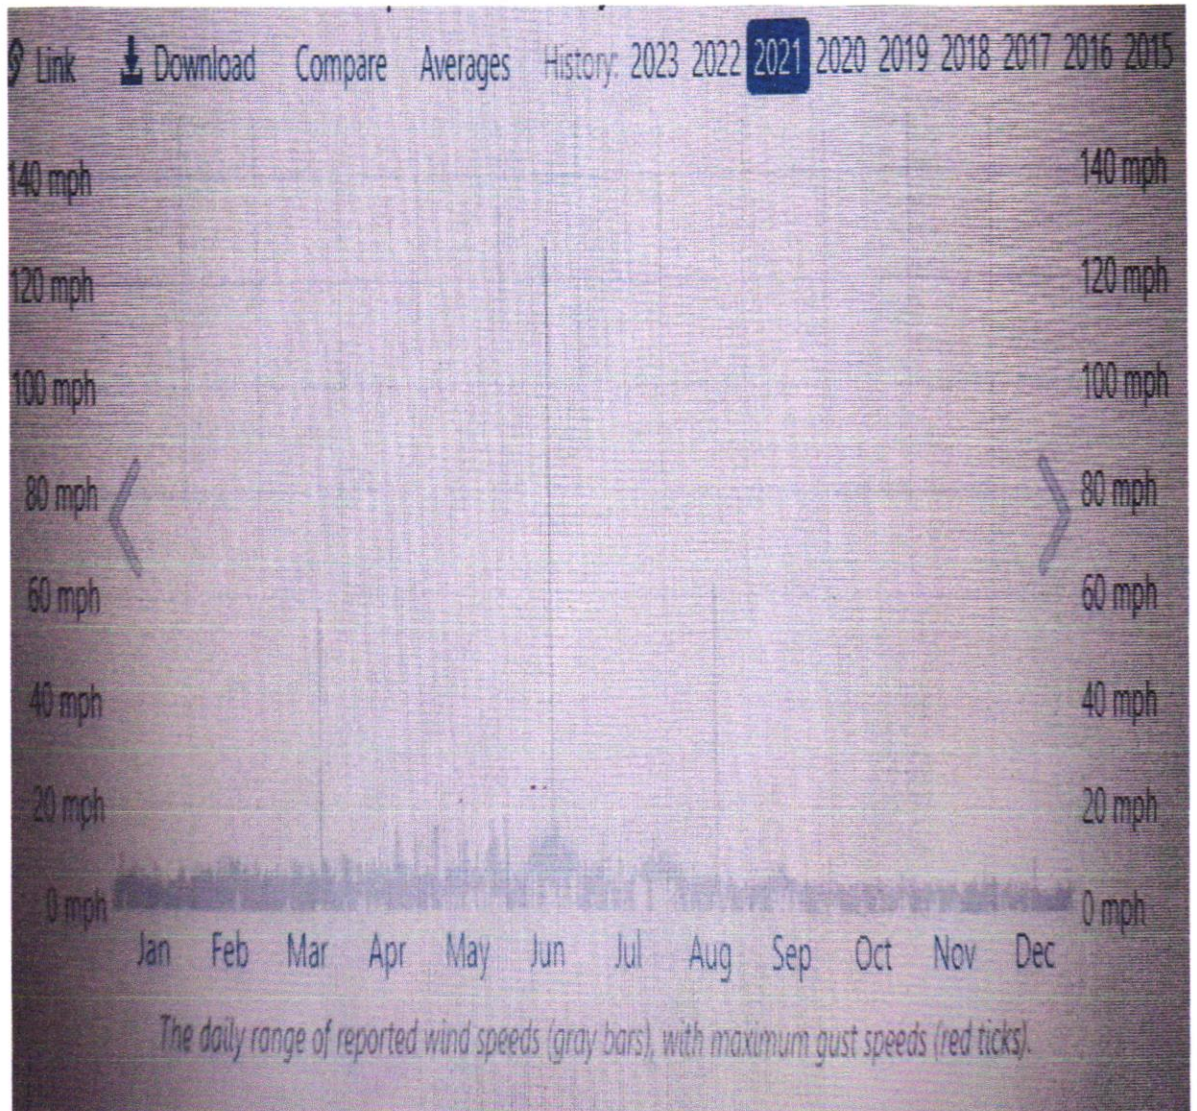 Link Download Compare Averages History: 2023 2022 2021 2020 2019 2018 2017 2016 2015
140 mph 140 mph
120 mph 120 mph
100 mph 100 mph
80 mph 80 mph
60 mph 60 mph
40 mph 40 mph
20 mph 20 mph
0 mph 0 mph
Jan Feb Mar Apr May Jun Jul Aug Sep Oct Nov Dec
The daily range of reported wind speeds (gray bars), with maximum gust speeds (red ticks).